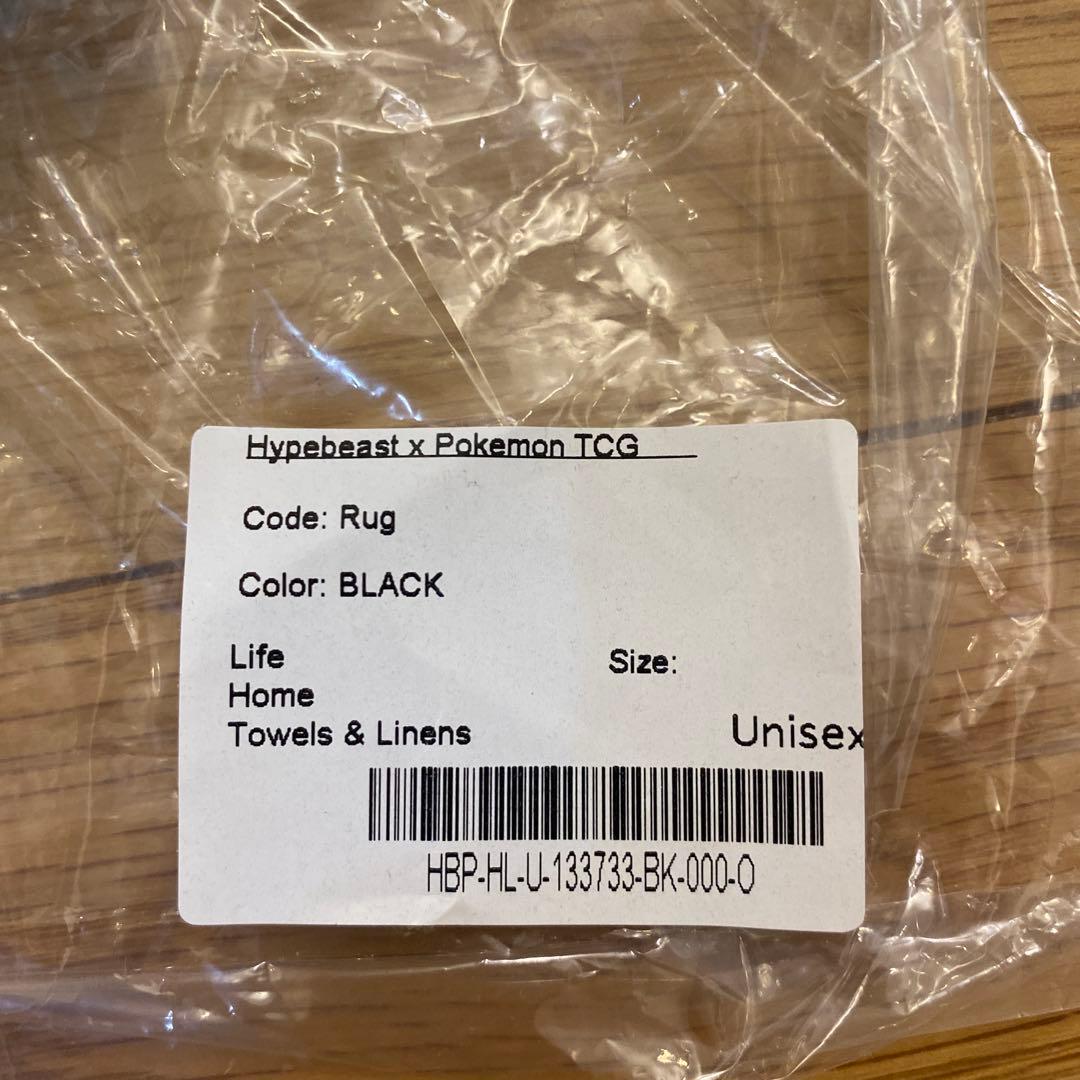 Hypebeast x Pokemon TCG
Code: Rug
Color: BLACK
Life
Size:
Home
Towels & Linens
Unisex
HBP-HL-U-133733-BK-000-O